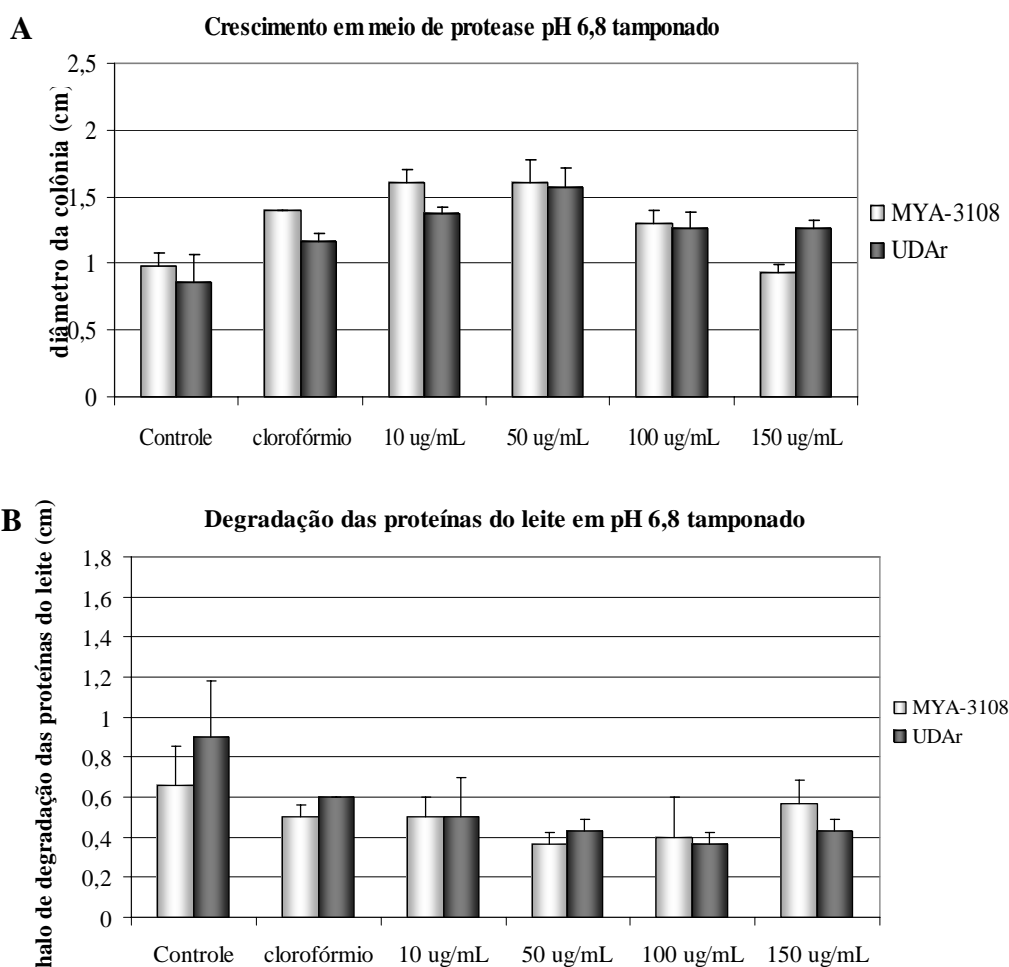 A
Crescimento em meio de protease pH 6,8 tamponado
diâmetro da colônia (cm)
2,5
2
1,5
1
0,5
0
Controle clorofórmio 10 ug/mL 50 ug/mL 100 ug/mL 150 ug/mL
MYA-3108
UDAr
B
Degradação das proteínas do leite em pH 6,8 tamponado
halo de degradação das proteínas do leite (cm)
1,8
1,6
1,4
1,2
1
0,8
0,6
0,4
0,2
0
Controle clorofórmio 10 ug/mL 50 ug/mL 100 ug/mL 150 ug/mL
MYA-3108
UDAr